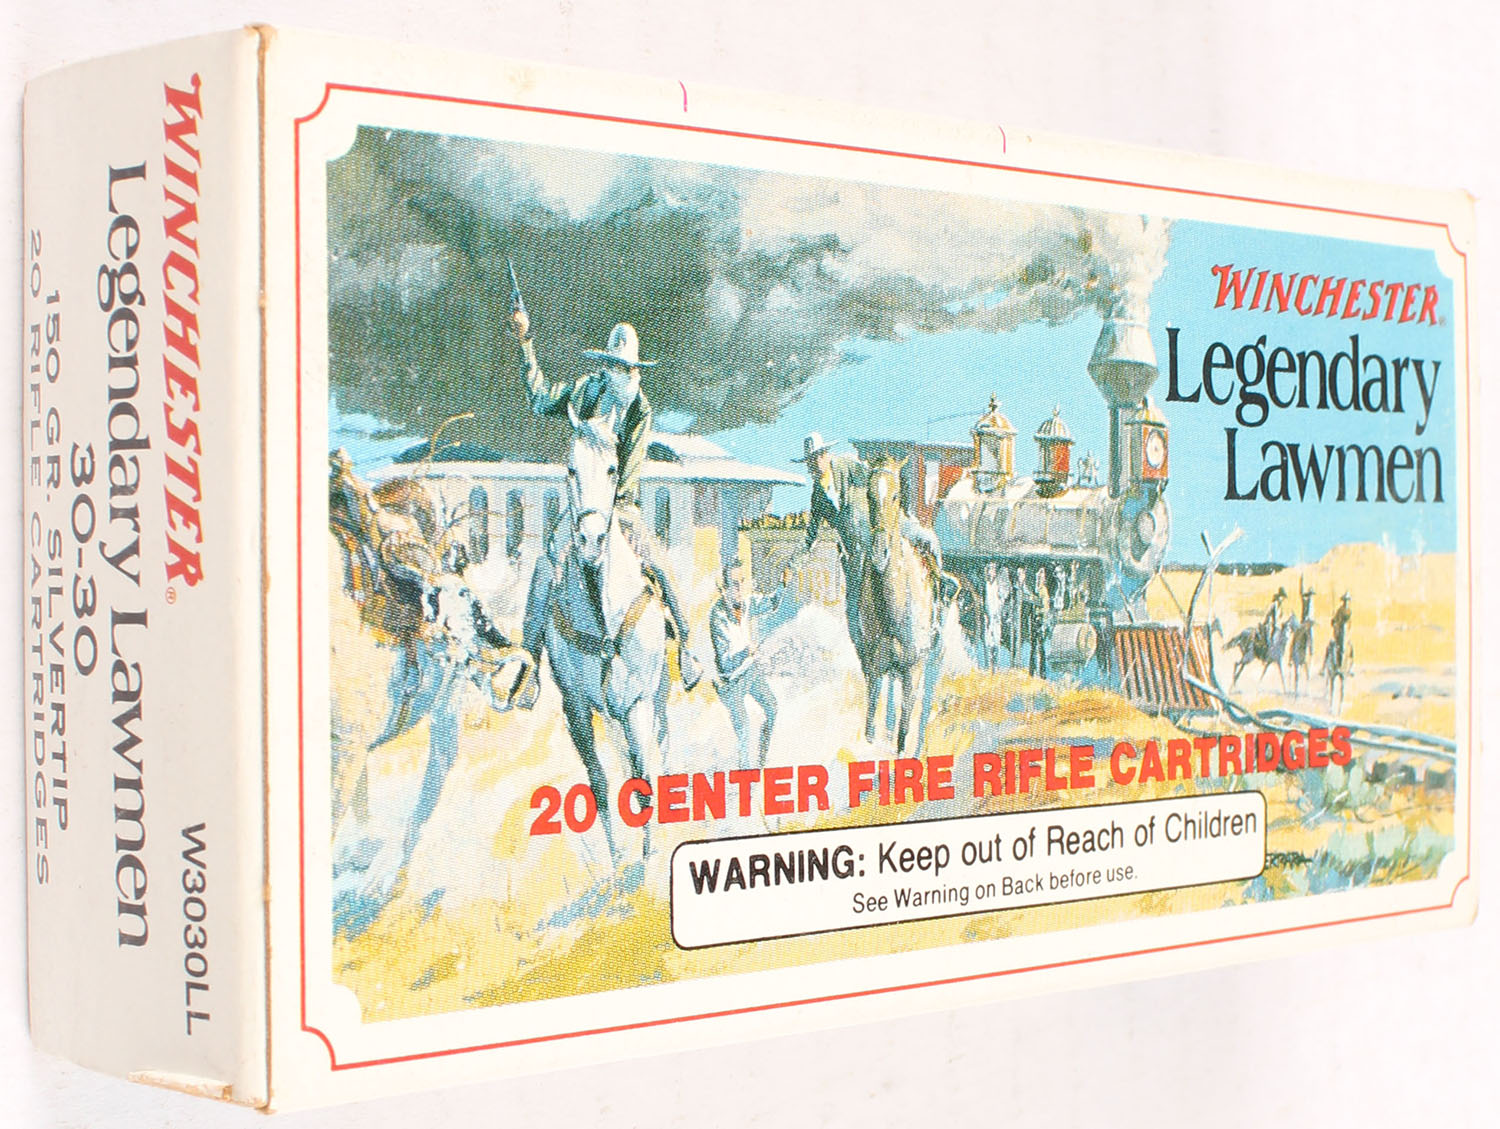 WINCHESTER®
Legendary Lawmen
30-30
150 GR. SILVERTIP
20 RIFLE CARTRIDGES
W3030LL
WINCHESTER®
Legendary
Lawmen
20 CENTER FIRE RIFLE CARTRIDGES
WARNING: Keep out of Reach of Children
See Warning on Back before use.